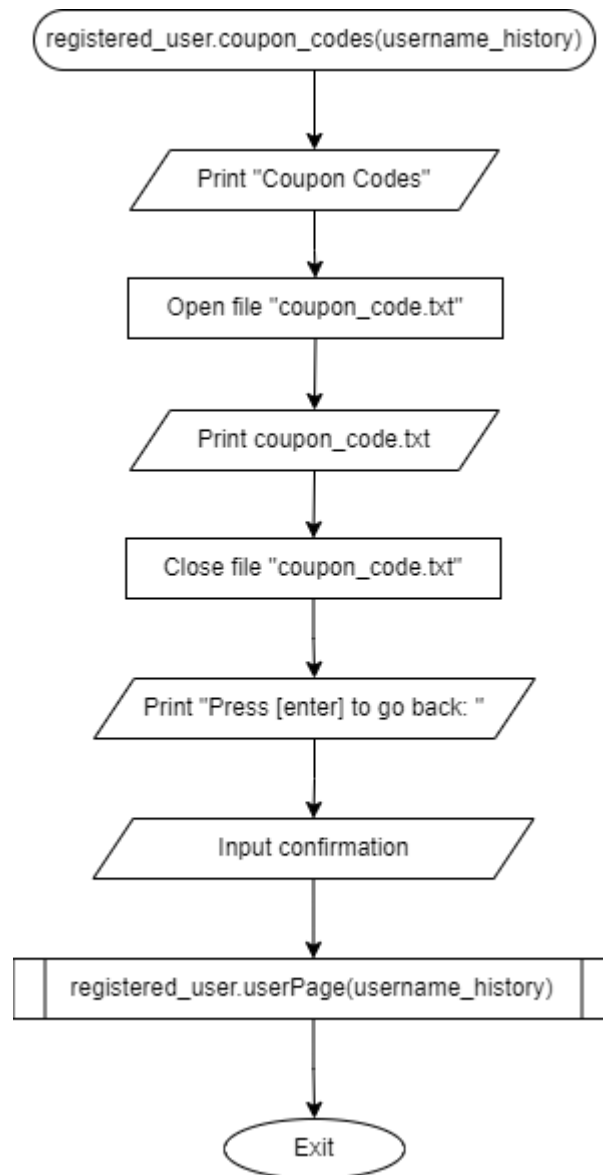 registered_user.coupon_codes(username_history)
Print "Coupon Codes"
Open file "coupon_code.txt"
Print coupon_code.txt
Close file "coupon_code.txt"
Print "Press [enter] to go back: "
Input confirmation
registered_user.userPage(username_history)
Exit